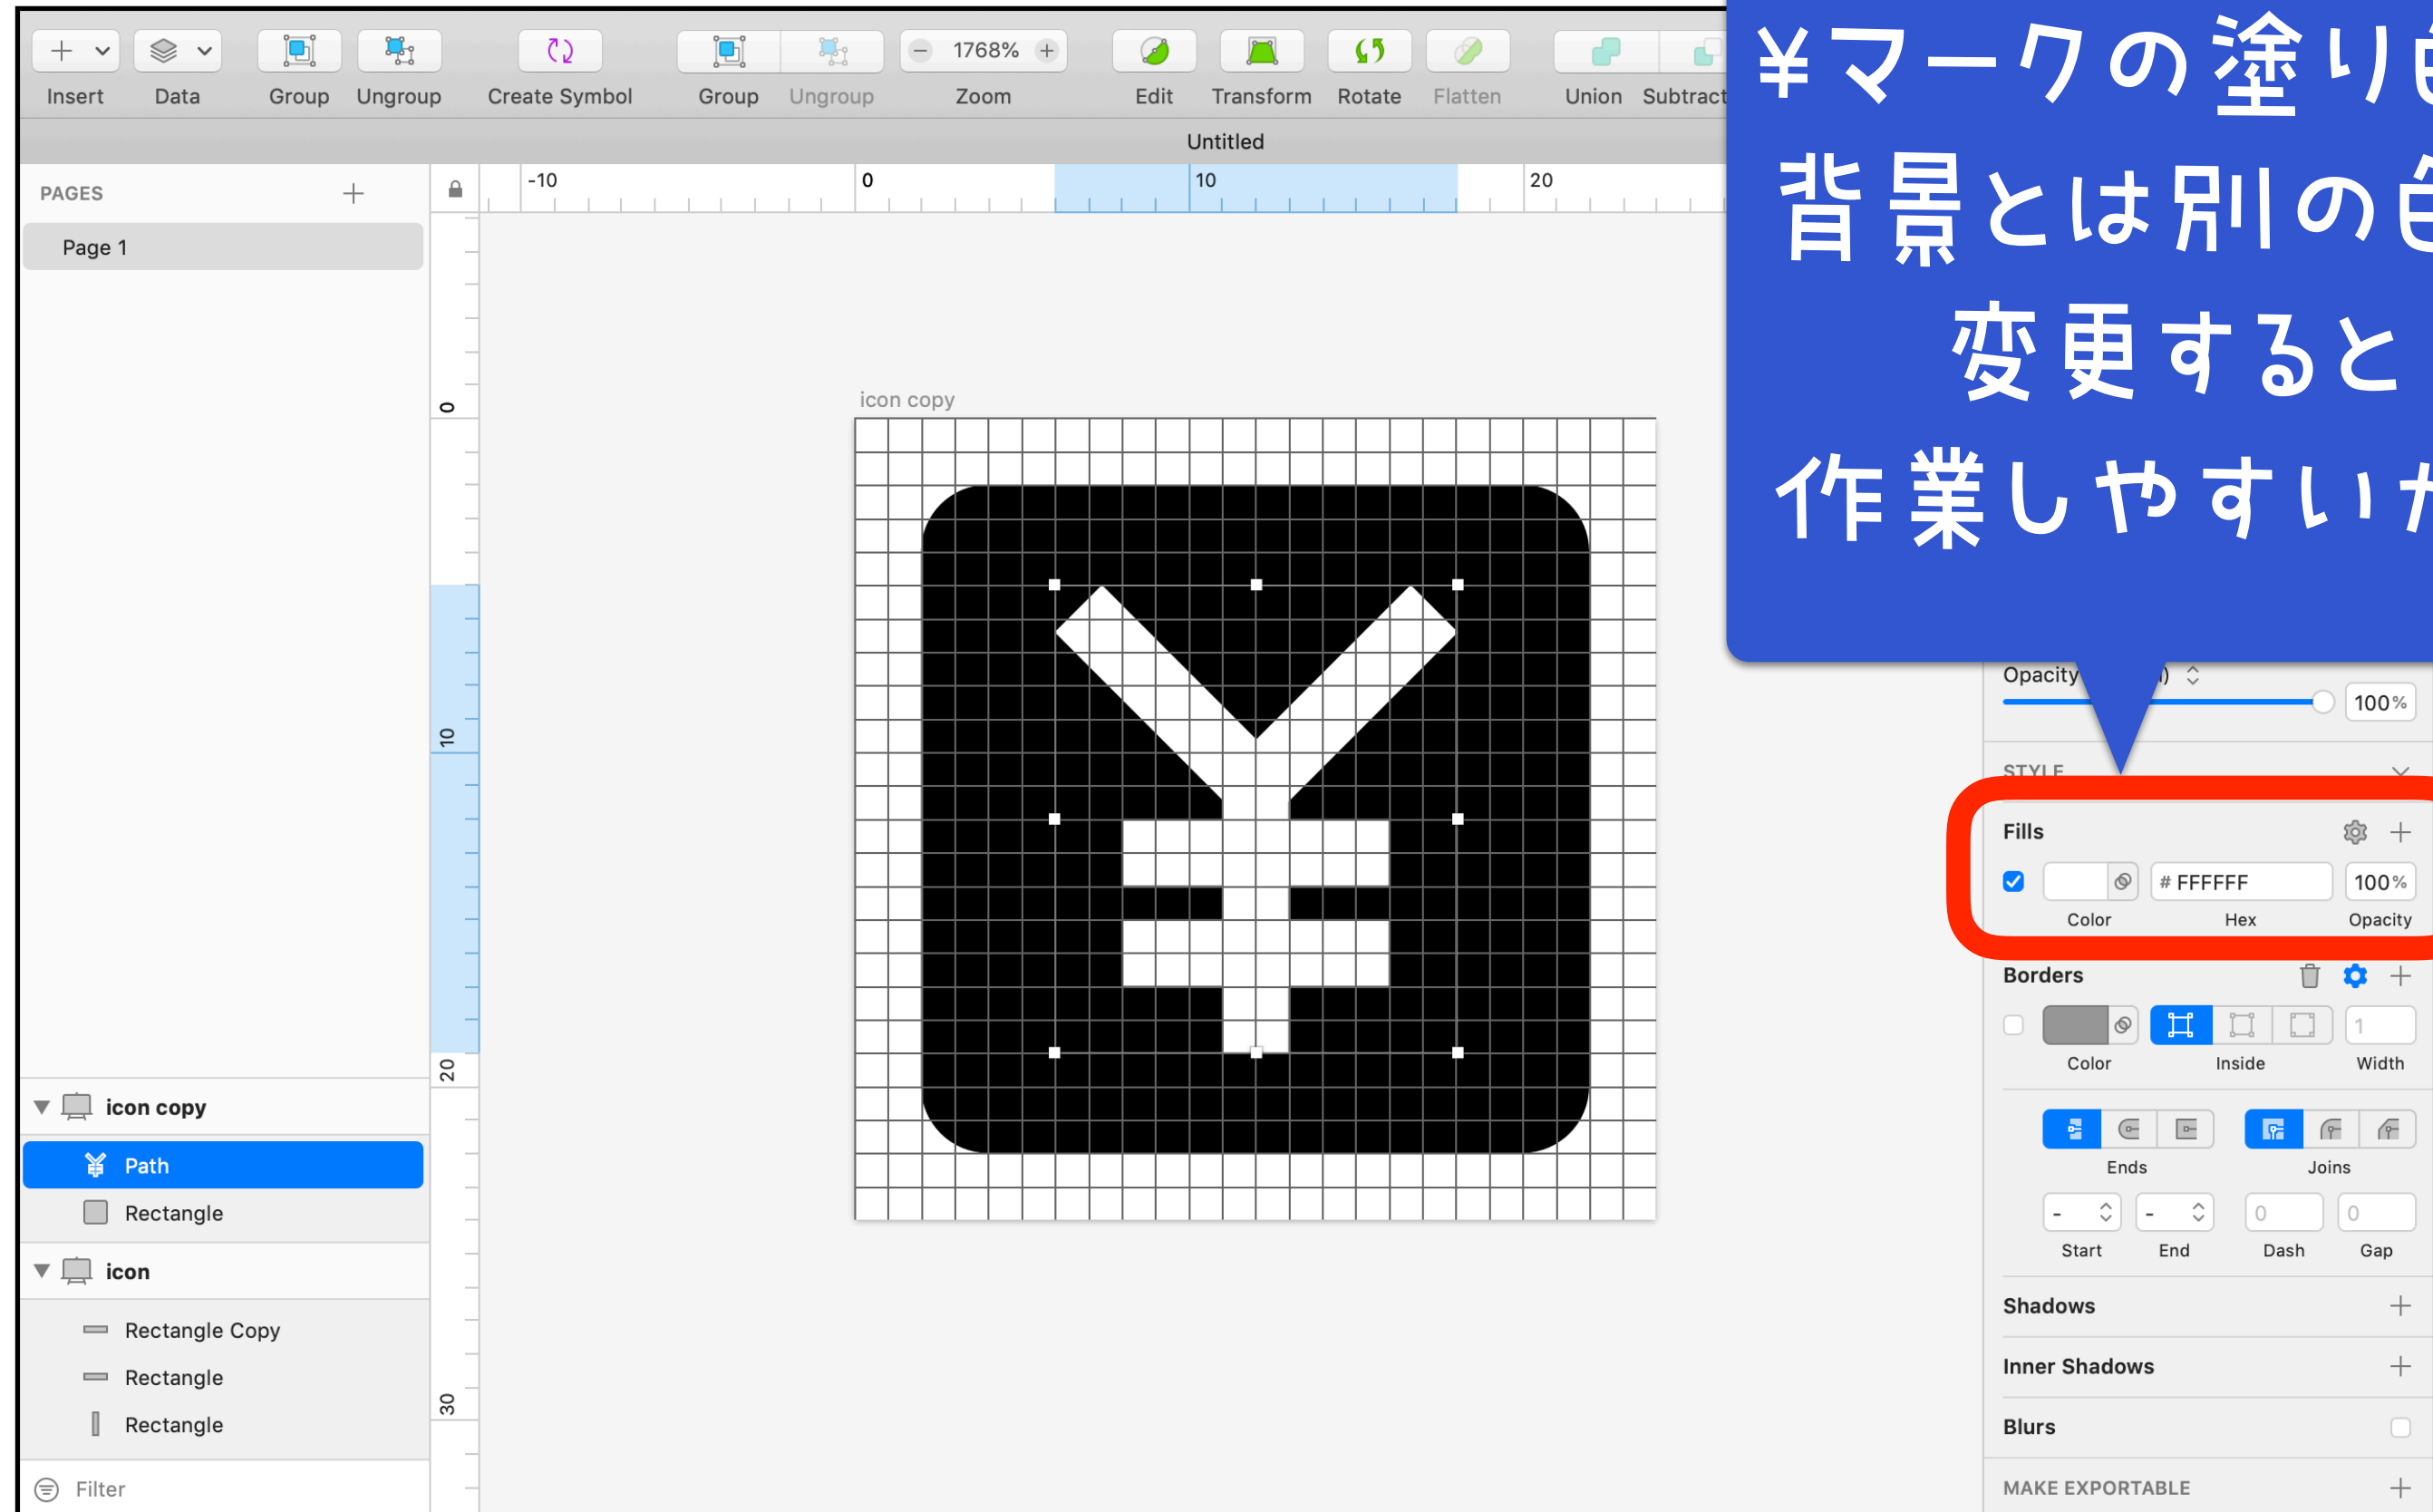 Insert
Data
Group
Ungroup
Create Symbol
Group
Ungroup
1768%
Zoom
Edit
Transform
Rotate
Flatten
Union
Subtract
Untitled
¥マークの塗り
背景とは別の
変更すると
作業しやすい
PAGES
Page 1
-10
0
10
20
0
10
20
30
icon copy
icon copy
Path
Rectangle
icon
Rectangle Copy
Rectangle
Rectangle
Filter
Opacity
100%
STYLE
Fills
# FFFFFF
100%
Color
Hex
Opacity
Borders
1
Color
Inside
Width
Ends
Joins
-
-
0
0
Start
End
Dash
Gap
Shadows
Inner Shadows
Blurs
MAKE EXPORTABLE